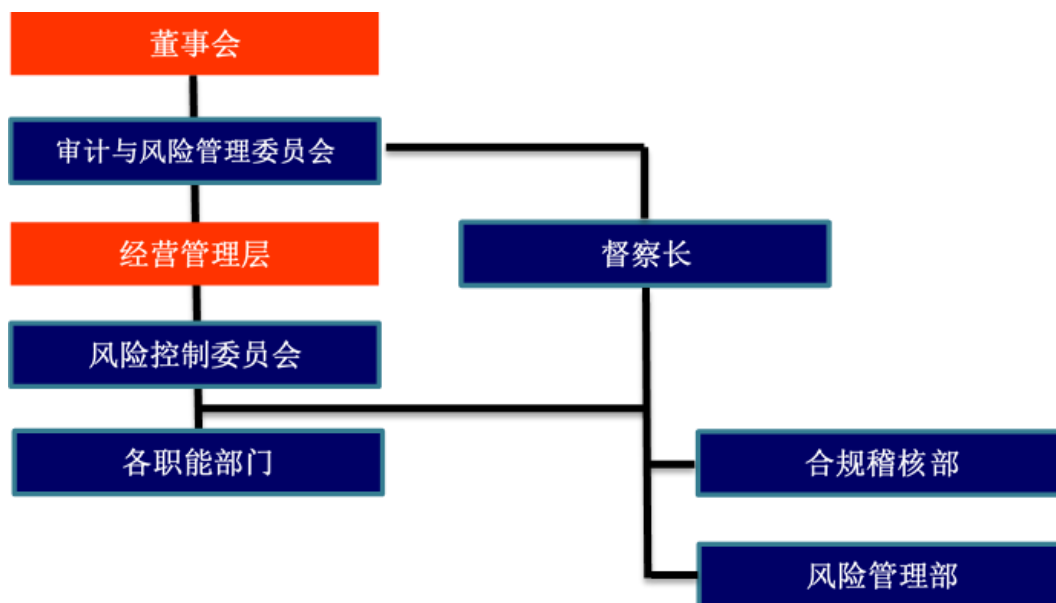 董事会
审计与风险管理委员会
经营管理层
督察长
风险控制委员会
各职能部门
合规稽核部
风险管理部